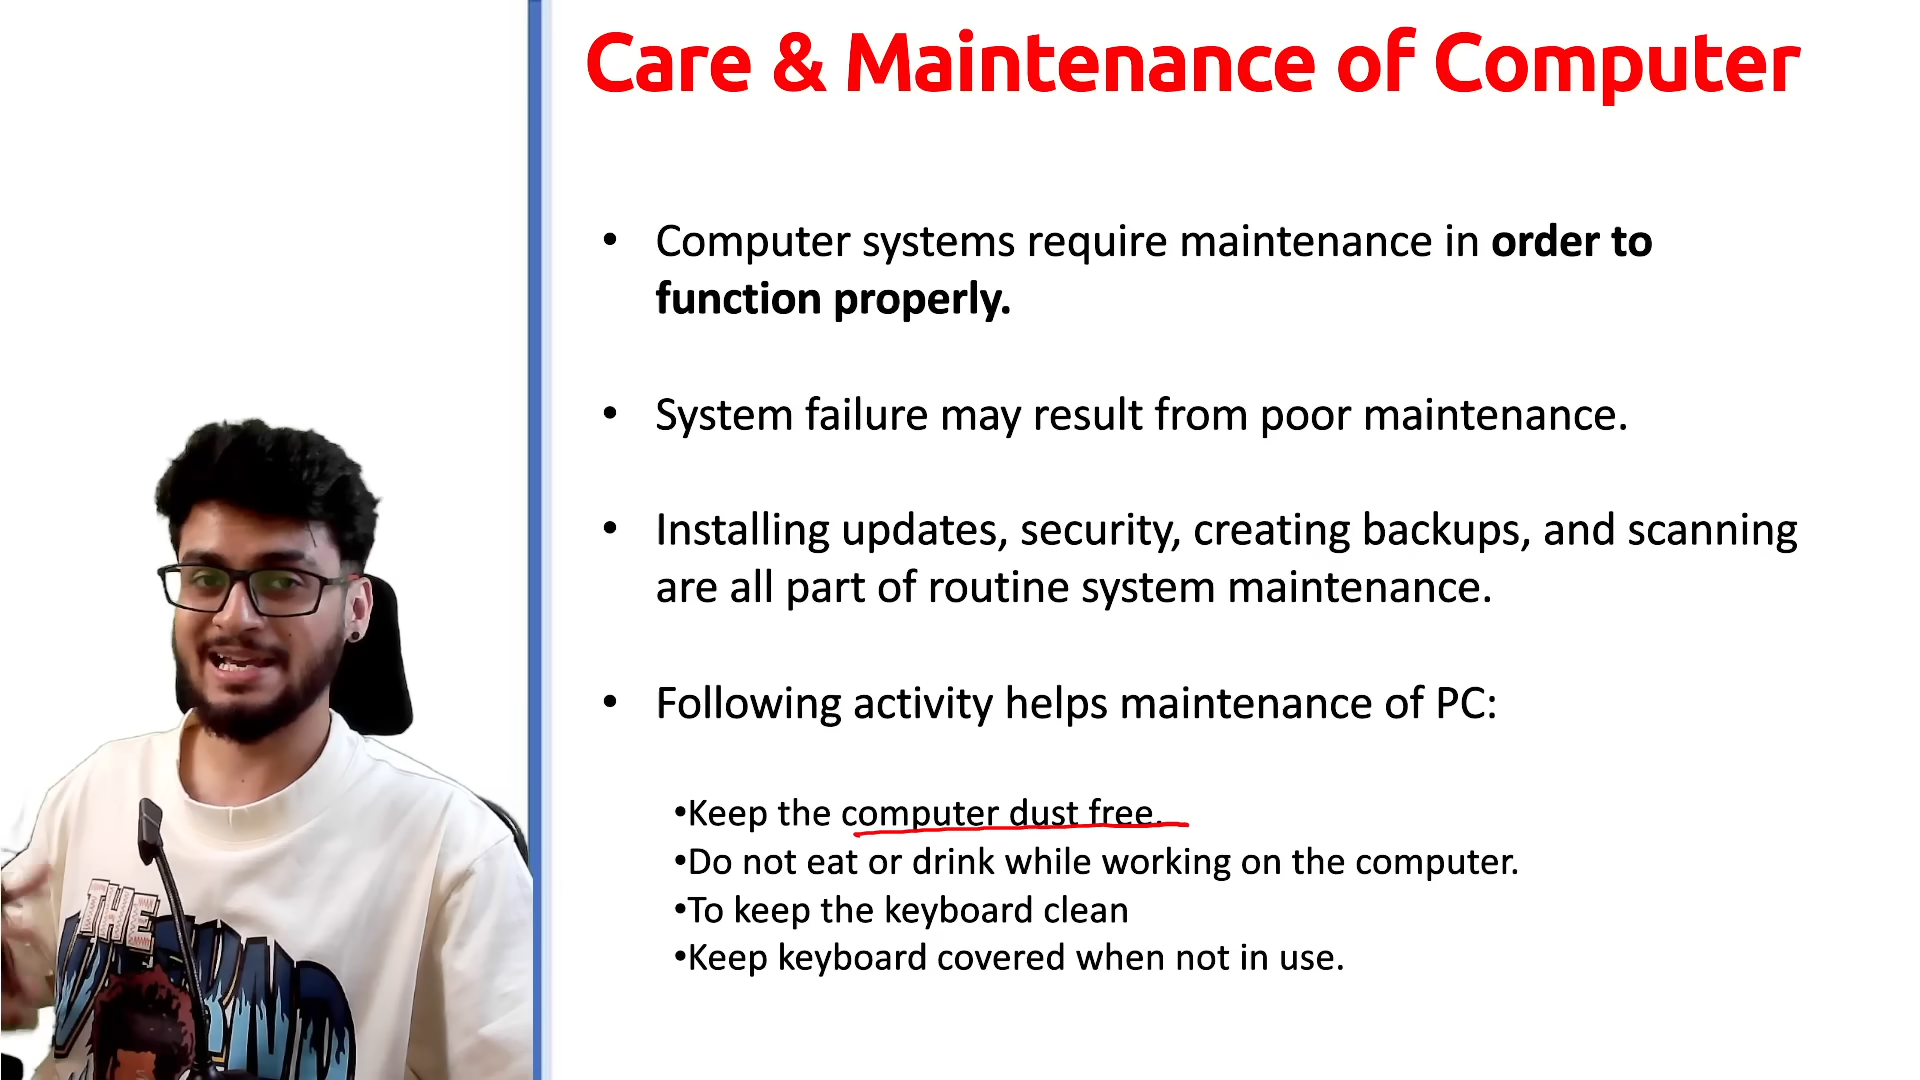 Care & Maintenance of Computer
• Computer systems require maintenance in order to
function properly.
• System failure may result from poor maintenance.
• Installing updates, security, creating backups, and scanning
are all part of routine system maintenance.
• Following activity helps maintenance of PC:
•Keep the computer dust free.
•Do not eat or drink while working on the computer.
•To keep the keyboard clean
•Keep keyboard covered when not in use.
THE